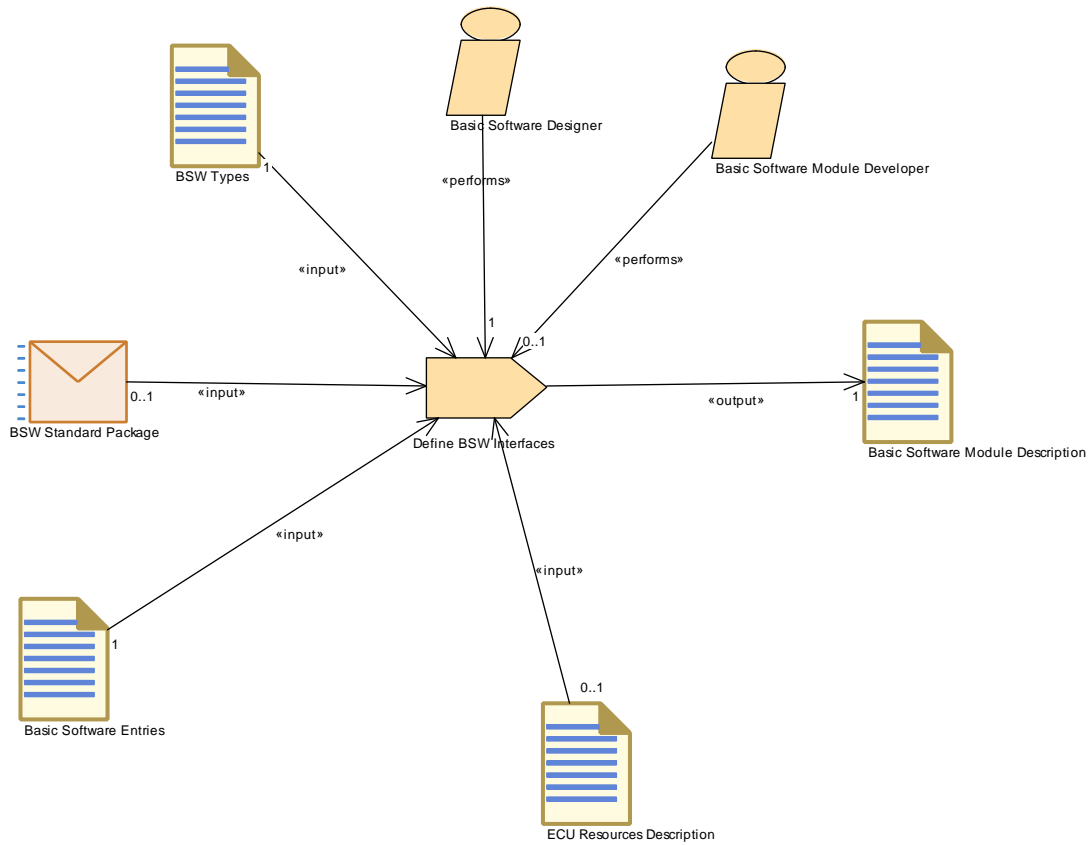 Basic Software Designer
BSW Types
1
Basic Software Module Developer
«performs»
«performs»
«input»
1
0..1
«input»
0..1
«output»
1
BSW Standard Package
Define BSW Interfaces
Basic Software Module Description
«input»
«input»
1
0..1
Basic Software Entries
ECU Resources Description